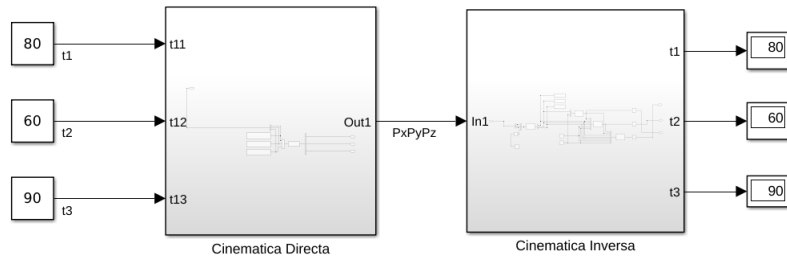 80
t1
t11
60
t2
t12
90
t3
t13
Out1
Cinematica Directa
PxPyPz
In1
t1
t2
t3
Cinematica Inversa
80
60
90